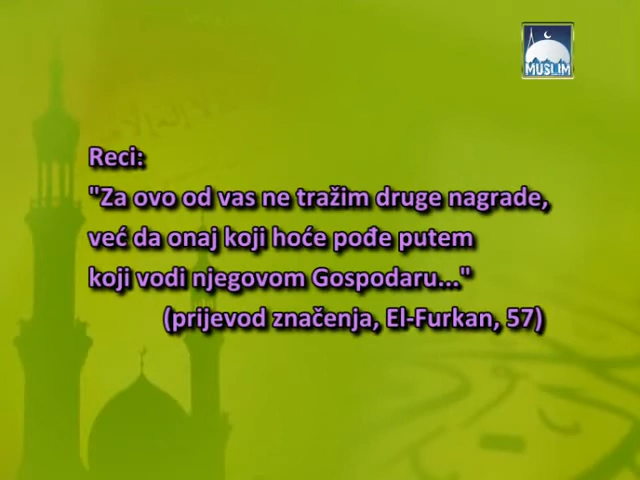 MUSLIM
Reci:
"Za ovo od vas ne tražim druge nagrade,
već da onaj koji hoće pođe putem
koji vodi njegovom Gospodaru..."
(prijevod značenja, El-Furkan, 57)